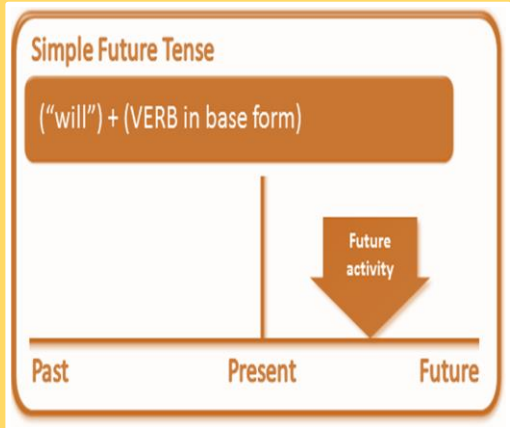 Simple Future Tense
(“will”) + (VERB in base form)
Future
activity
Past Present Future